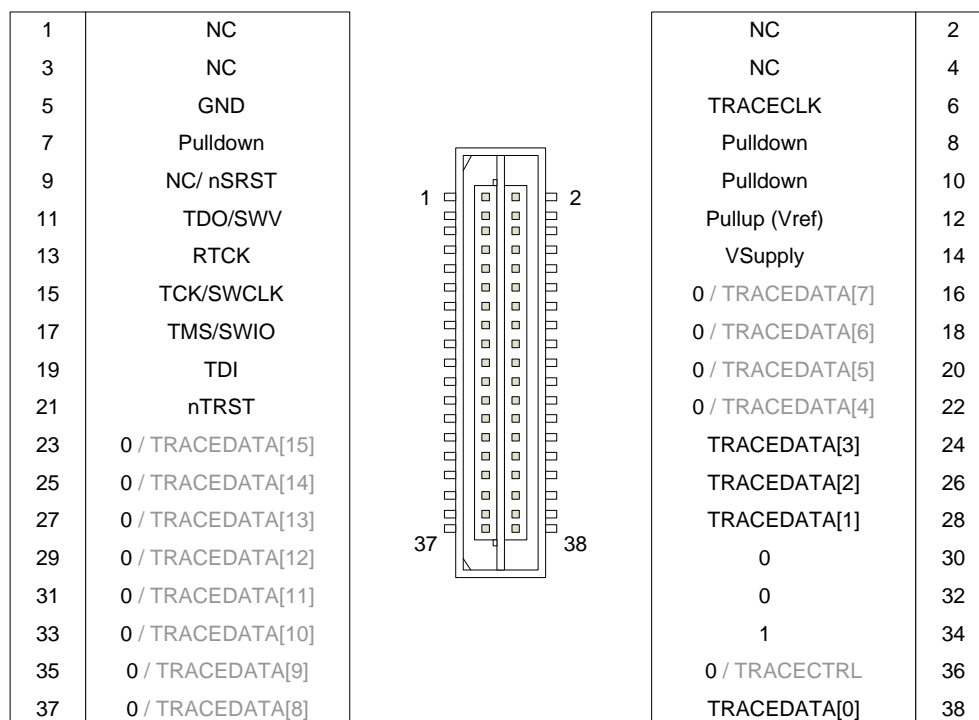 1 NC NC 2
3 NC NC 4
5 GND TRACECLK 6
7 Pulldown Pulldown 8
9 NC/ nSRST Pulldown 10
1 2
11 TDO/SWV Pullup (Vref) 12
13 RTCK VSupply 14
15 TCK/SWCLK 0 / TRACEDATA[7] 16
17 TMS/SWIO 0 / TRACEDATA[6] 18
19 TDI 0 / TRACEDATA[5] 20
21 nTRST 0 / TRACEDATA[4] 22
23 0 / TRACEDATA[15] TRACEDATA[3] 24
25 0 / TRACEDATA[14] TRACEDATA[2] 26
27 0 / TRACEDATA[13] TRACEDATA[1] 28
37 38
29 0 / TRACEDATA[12] 0 30
31 0 / TRACEDATA[11] 0 32
33 0 / TRACEDATA[10] 1 34
35 0 / TRACEDATA[9] 0 / TRACECTRL 36
37 0 / TRACEDATA[8] TRACEDATA[0] 38